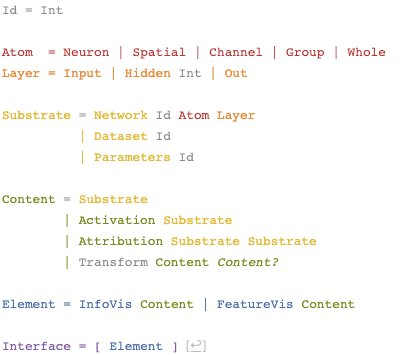 Id = Int
Atom = Neuron | Spatial | Channel | Group | Whole
Layer = Input | Hidden Int | Out
Substrate = Network Id Atom Layer
| Dataset Id
| Parameters Id
Content = Substrate
| Activation Substrate
| Attribution Substrate Substrate
| Transform Content Content?
Element = InfoVis Content | FeatureVis Content
Interface = [ Element ] [↩]